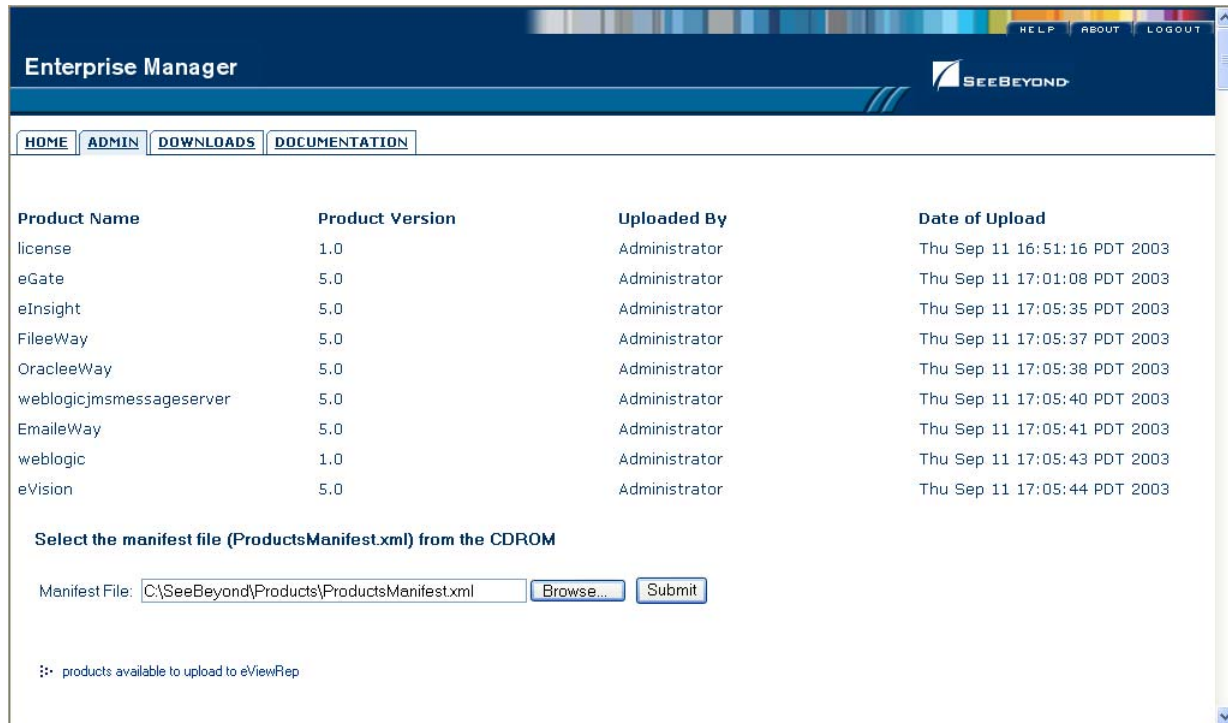 HELP ABOUT LOGOUT
Enterprise Manager
SEEBEYOND
HOME ADMIN DOWNLOADS DOCUMENTATION
Product Name Product Version Uploaded By Date of Upload
license 1.0 Administrator Thu Sep 11 16:51:16 PDT 2003
eGate 5.0 Administrator Thu Sep 11 17:01:08 PDT 2003
eInsight 5.0 Administrator Thu Sep 11 17:05:35 PDT 2003
FileeWay 5.0 Administrator Thu Sep 11 17:05:37 PDT 2003
OracleeWay 5.0 Administrator Thu Sep 11 17:05:38 PDT 2003
weblogicjmsmessageserver 5.0 Administrator Thu Sep 11 17:05:40 PDT 2003
EmaileWay 5.0 Administrator Thu Sep 11 17:05:41 PDT 2003
weblogic 1.0 Administrator Thu Sep 11 17:05:43 PDT 2003
eVision 5.0 Administrator Thu Sep 11 17:05:44 PDT 2003
Select the manifest file (ProductsManifest.xml) from the CDROM
Manifest File: C:\SeeBeyond\Products\ProductsManifest.xml Browse... Submit
products available to upload to eViewRep